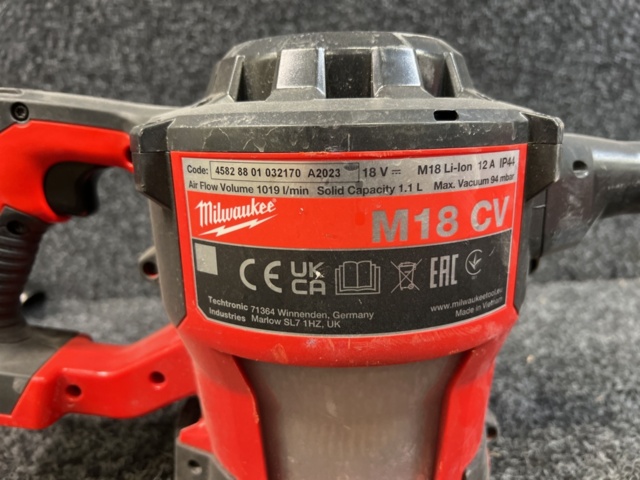 Code: 4582 88 01 032170 A2023 18 V ⎓ M18 Li-Ion 12 A IP44
Air Flow Volume 1019 l/min Solid Capacity 1.1 L Max. Vacuum 94 mbar
Milwaukee
M18 CV
CE UK CA EAC
Techtronic Industries 71364 Winnenden, Germany
Marlow SL7 1HZ, UK
www.milwaukeetool.eu
Made in Vietnam